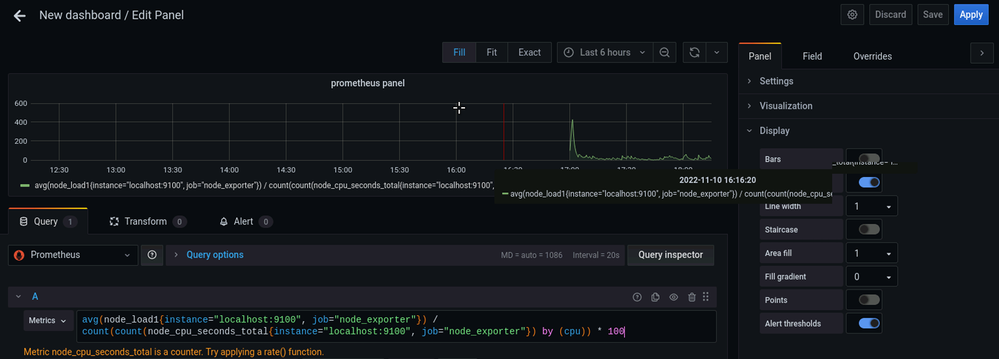 New dashboard / Edit Panel
Discard
Save
Apply
Fill
Fit
Exact
Last 6 hours
Panel
Field
Overrides
prometheus panel
600
400
200
0
12:30
13:00
13:30
14:00
14:30
15:00
15:30
16:00
16:30
17:00
17:30
18:00
avg(node_load1{instance="localhost:9100", job="node_exporter"}) / count(count(node_cpu_seconds_total{instance="localhost:9100",
2022-11-10 16:16:20
avg(node_load1{instance="localhost:9100", job="node_exporter"}) / count(count(node_cpu_se
_total{instance="l...
Settings
Visualization
Display
Bars
Line width
1
Staircase
Area fill
1
Fill gradient
0
Points
Alert thresholds
Query 1
Transform 0
Alert 0
Prometheus
Query options
MD = auto = 1086
Interval = 20s
Query inspector
A
Metrics
avg(node_load1{instance="localhost:9100", job="node_exporter"}) /
count(count(node_cpu_seconds_total{instance="localhost:9100", job="node_exporter"}) by (cpu)) * 100
Metric node_cpu_seconds_total is a counter. Try applying a rate() function.